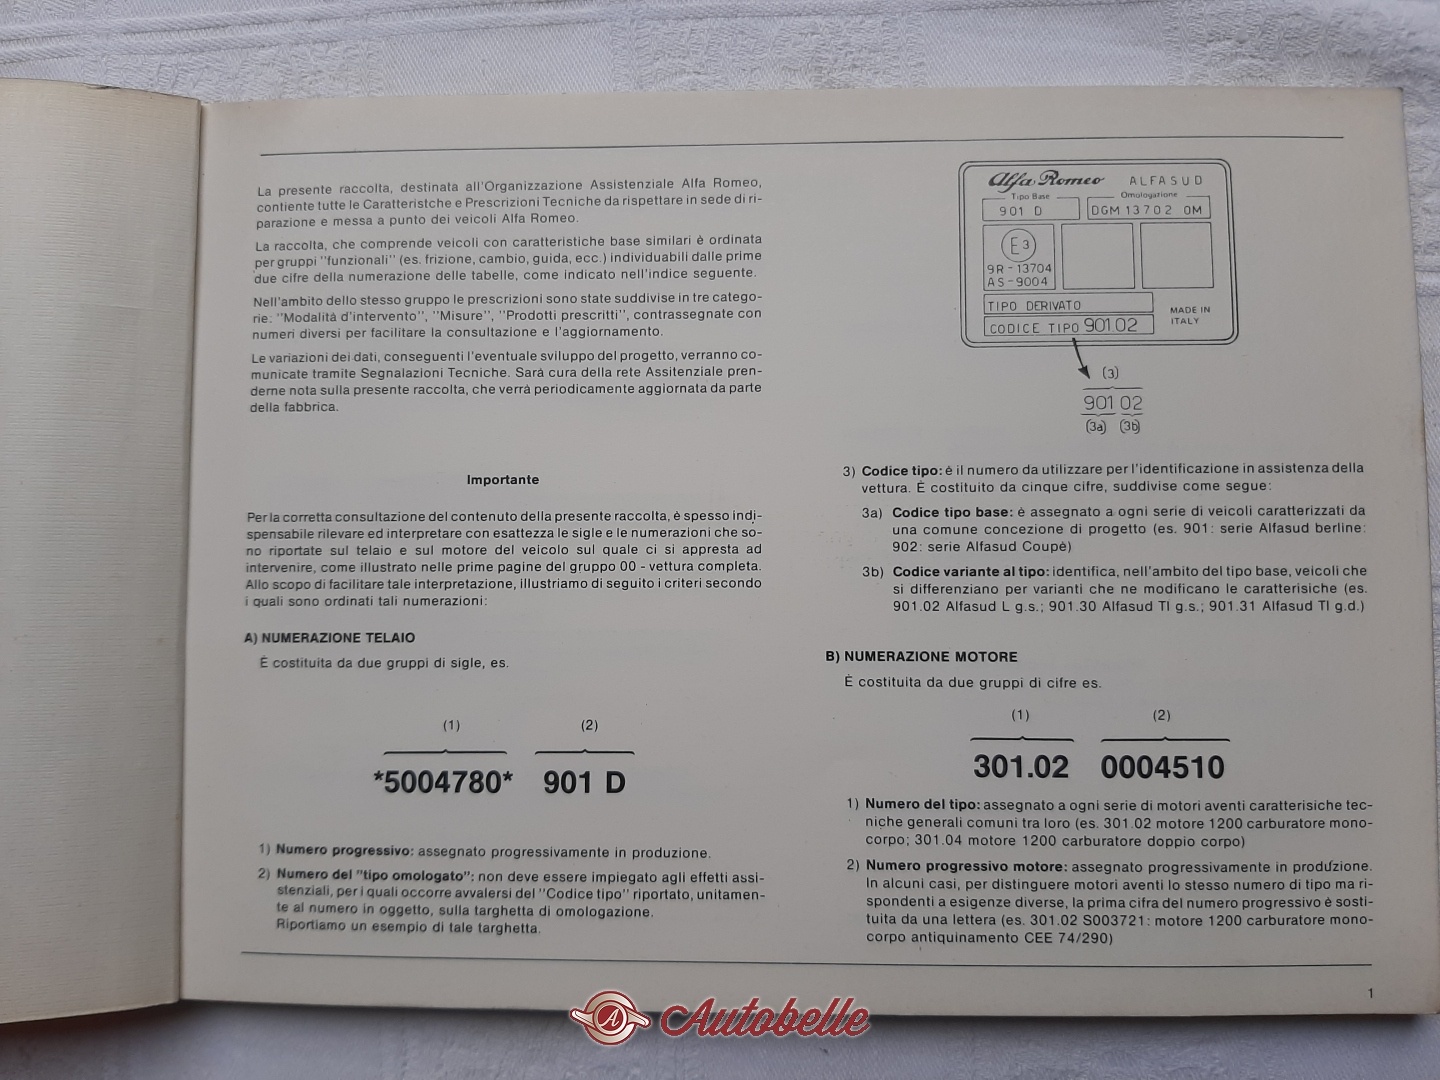 La presente raccolta, destinata all'Organizzazione Assistenziale Alfa Romeo,
contiente tutte le Caratteristche e Prescrizioni Tecniche da rispettare in sede di ri-
parazione e messa a punto dei veicoli Alfa Romeo.
La raccolta, che comprende veicoli con caratteristiche base similari è ordinata
per gruppi "funzionali" (es. frizione, cambio, guida, ecc.) individuabili dalle prime
due cifre della numerazione delle tabelle, come indicato nell'indice seguente.
Nell'ambito dello stesso gruppo le prescrizioni sono state suddivise in tre catego-
rie: "Modalità d'intervento", "Misure", "Prodotti prescritti", contrassegnate con
numeri diversi per facilitare la consultazione e l'aggiornamento.
Le variazioni dei dati, conseguenti l'eventuale sviluppo del progetto, verranno co-
municate tramite Segnalazioni Tecniche. Sarà cura della rete Assitenziale pren-
derne nota sulla presente raccolta, che verrà periodicamente aggiornata da parte
della fabbrica.
Importante
Per la corretta consultazione del contenuto della presente raccolta, è spesso indi-
spensabile rilevare ed interpretare con esattezza le sigle e le numerazioni che so-
no riportate sul telaio e sul motore del veicolo sul quale ci si appresta ad
intervenire, come illustrato nelle prime pagine del gruppo 00 - vettura completa.
Allo scopo di facilitare tale interpretazione, illustriamo di seguito i criteri secondo
i quali sono ordinati tali numerazioni:
A) NUMERAZIONE TELAIO
È costituita da due gruppi di sigle, es.
(1) (2)
*5004780* 901 D
1) Numero progressivo: assegnato progressivamente in produzione.
2) Numero del "tipo omologato": non deve essere impiegato agli effetti assi-
stenziali, per i quali occorre avvalersi del "Codice tipo" riportato, unitamen-
te al numero in oggetto, sulla targhetta di omologazione.
Riportiamo un esempio di tale targhetta.
Alfa Romeo ALFASUD
Tipo Base Omologazione
901 D DGM 13702 OM
E3
9R-13704
AS-9004
TIPO DERIVATO
CODICE TIPO 901.02
MADE IN
ITALY
(3)
901 02
(3a) (3b)
3) Codice tipo: è il numero da utilizzare per l'identificazione in assistenza della
vettura. È costituito da cinque cifre, suddivise come segue:
3a) Codice tipo base: è assegnato a ogni serie di veicoli caratterizzati da
una comune concezione di progetto (es. 901: serie Alfasud berline:
902: serie Alfasud Coupé)
3b) Codice variante al tipo: identifica, nell'ambito del tipo base, veicoli che
si differenziano per varianti che ne modificano le caratterisiche (es.
901.02 Alfasud L g.s.; 901.30 Alfasud TI g.s.; 901.31 Alfasud TI g.d.)
B) NUMERAZIONE MOTORE
È costituita da due gruppi di cifre es.
(1) (2)
301.02 0004510
1) Numero del tipo: assegnato a ogni serie di motori aventi caratterisiche tec-
niche generali comuni tra loro (es. 301.02 motore 1200 carburatore mono-
corpo; 301.04 motore 1200 carburatore doppio corpo)
2) Numero progressivo motore: assegnato progressivamente in produzione.
In alcuni casi, per distinguere motori aventi lo stesso numero di tipo ma ri-
spondenti a esigenze diverse, la prima cifra del numero progressivo è sosti-
tuita da una lettera (es. 301.02 S003721: motore 1200 carburatore mono-
corpo antiquinamento CEE 74/290)
1
A Autobelle